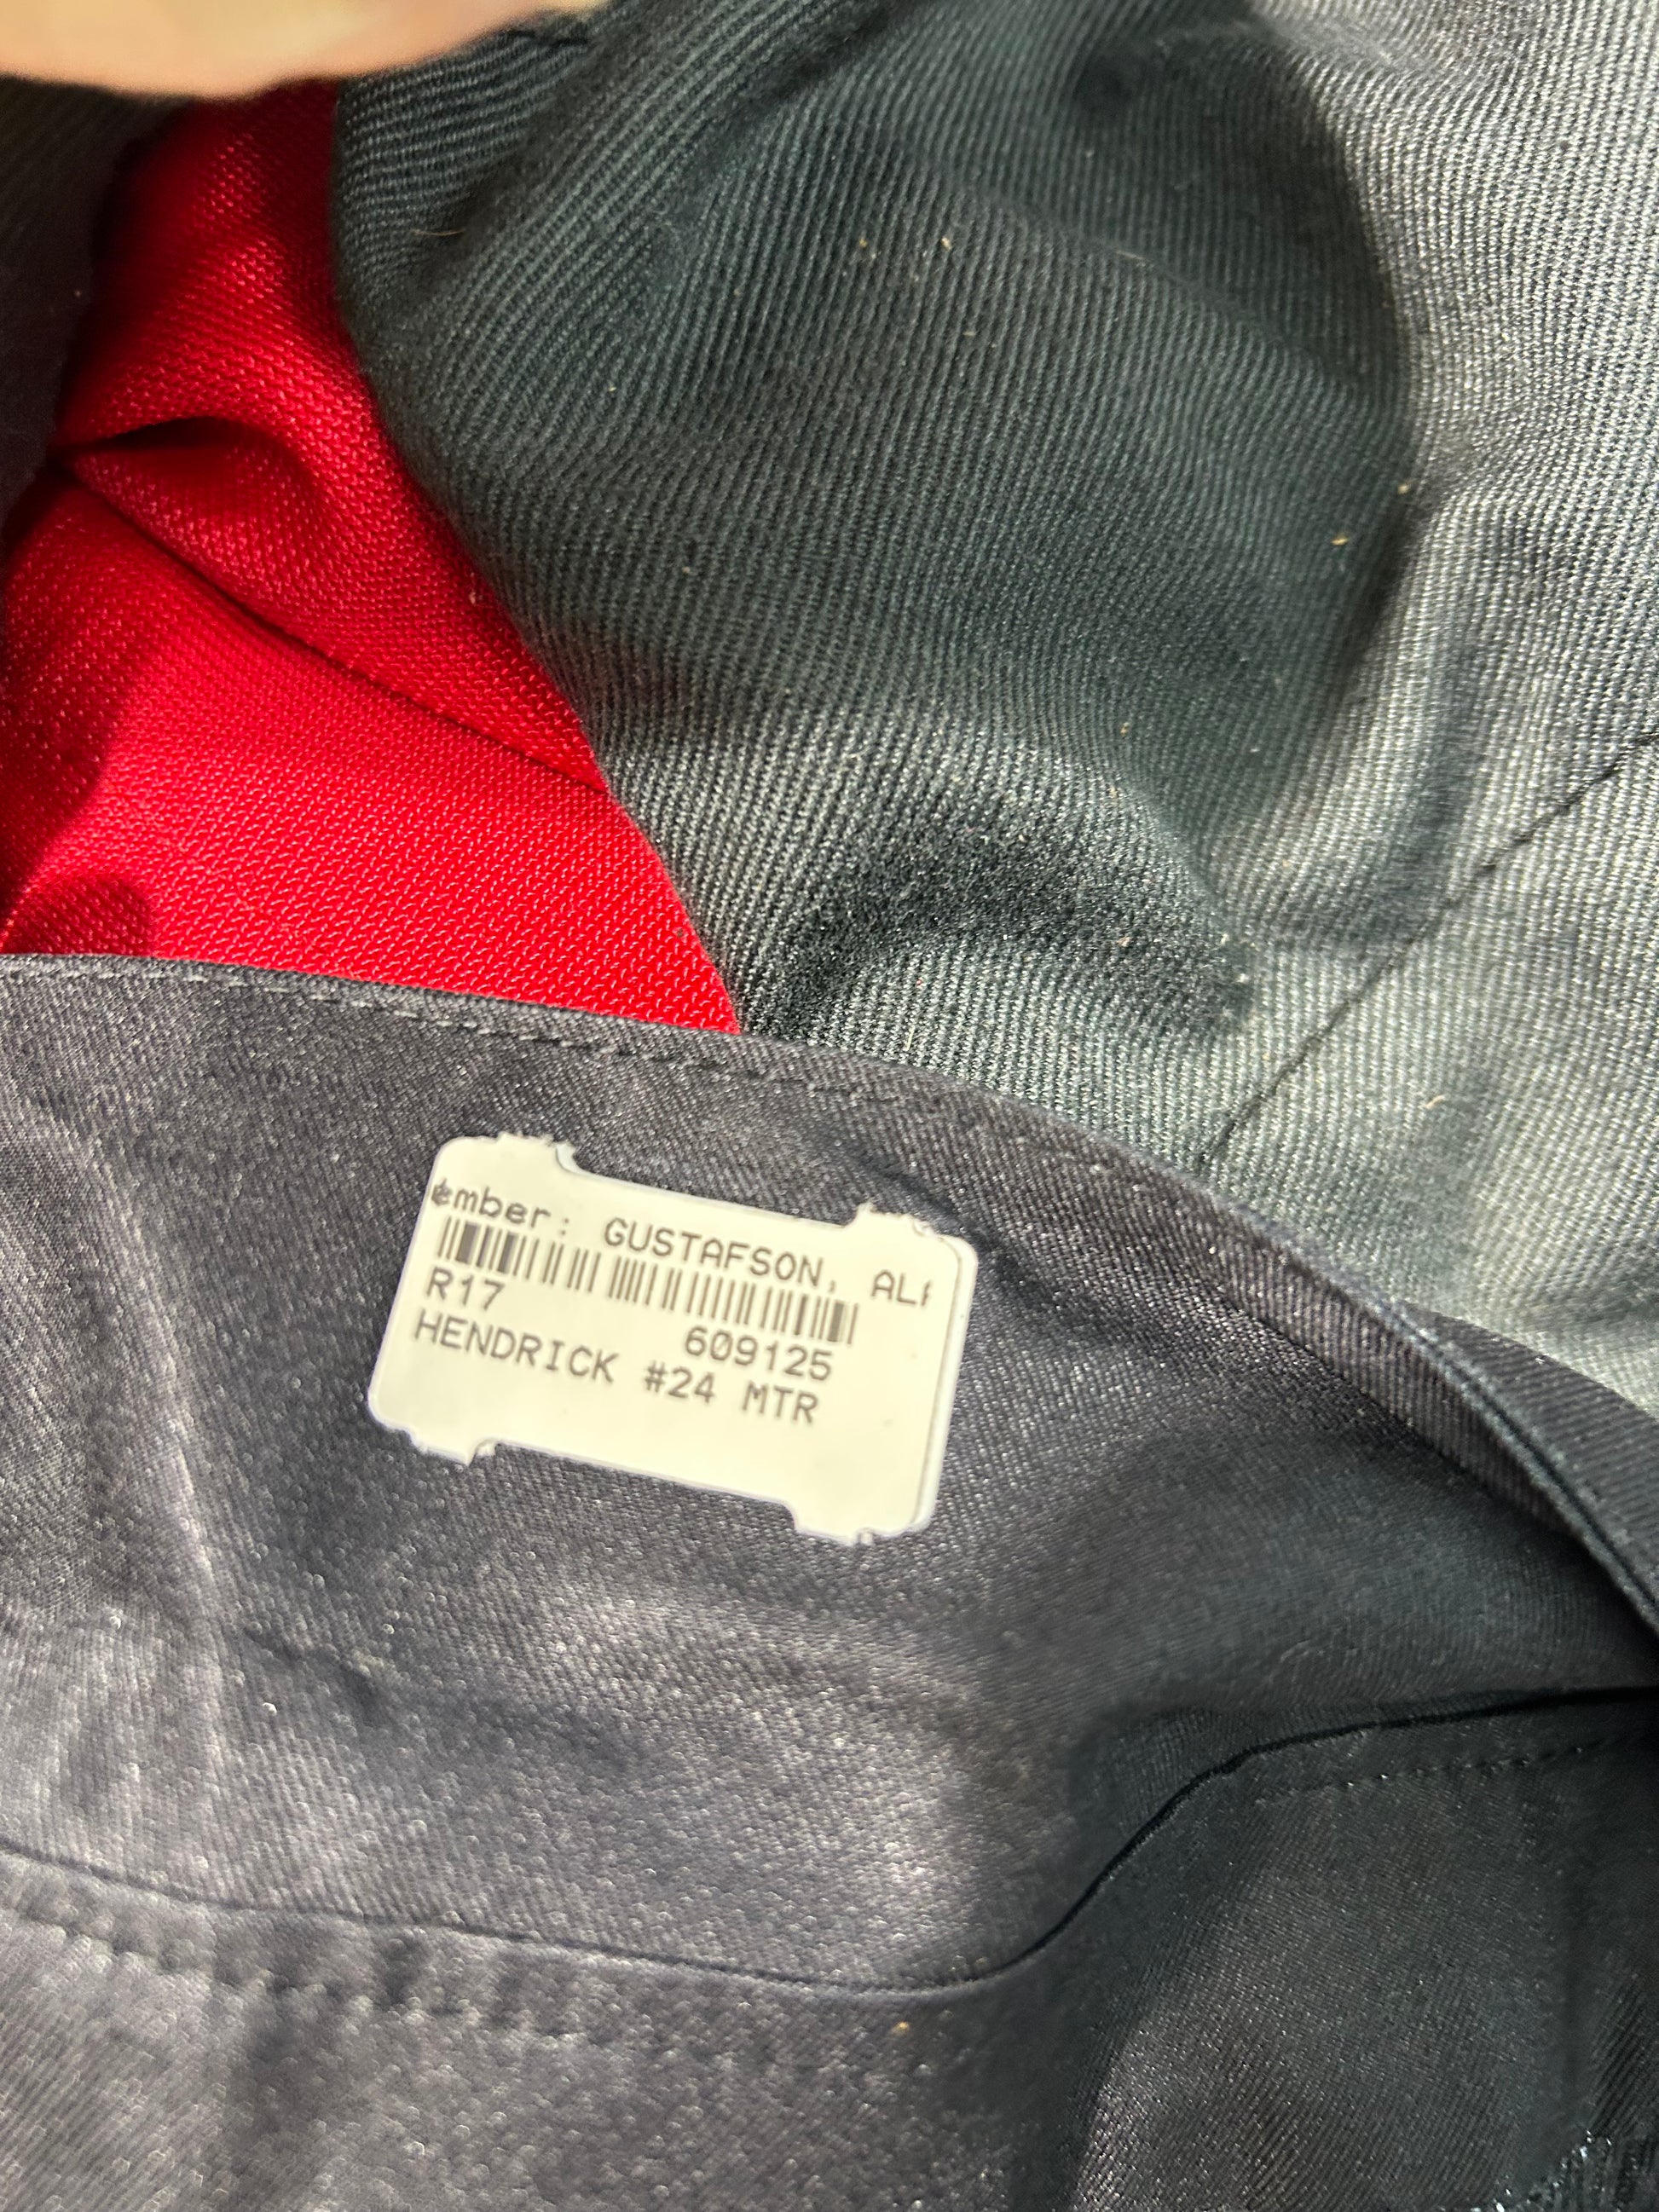 ember: GUSTAFSON, AL
R17
609125
HENDRICK #24 MTR